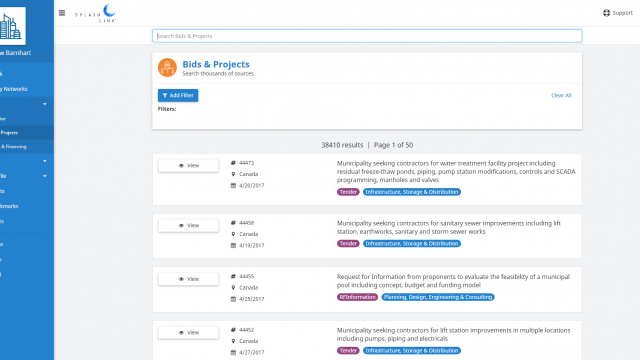 SPLASH
LINK
Support
Search Bids & Projects
w Barnhart
Bids & Projects
Search thousands of sources.
y Networks
Add Filter
Clear All
Filters:
Projects
& Financing
38410 results | Page 1 of 50
View
44473
Canada
4/20/2017
Municipality seeking contractors for water treatment facility project including
residual freeze-thaw ponds, piping, pump station modifications, controls and SCADA
programming, manholes and valves
Tender
Infrastructure, Storage & Distribution
View
44458
Canada
4/19/2017
Municipality seeking contractors for sanitary sewer improvements including lift
station, earthworks, sanitary and storm sewer works
Tender
Infrastructure, Storage & Distribution
View
44455
Canada
4/25/2017
Request for Information from proponents to evaluate the feasibility of a municipal
pool including concept, budget and funding model
RFInformation
Planning, Design, Engineering & Consulting
View
44452
Canada
4/27/2017
Municipality seeking contractors for lift station improvements in multiple locations
including pumps, piping and electricals
Tender
Infrastructure, Storage & Distribution